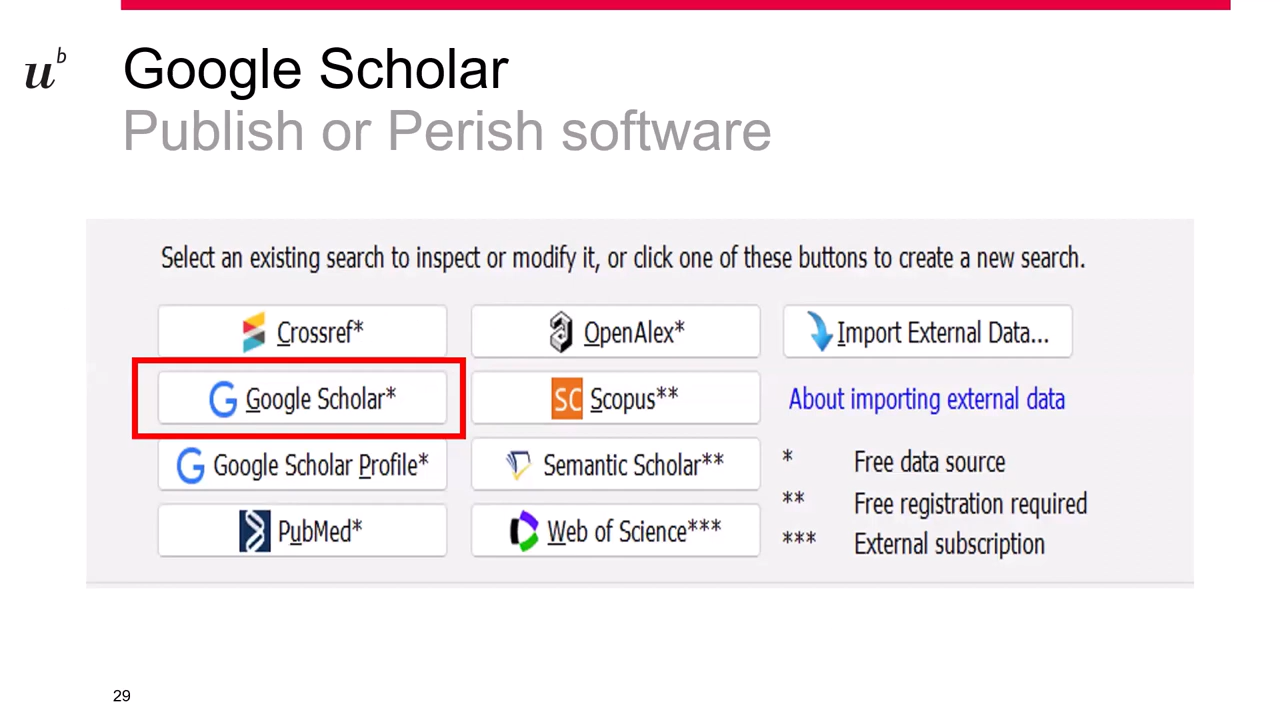 u^b
Google Scholar
Publish or Perish software
Select an existing search to inspect or modify it, or click one of these buttons to create a new search.
Crossref*
OpenAlex*
Import External Data...
Google Scholar*
SC Scopus**
About importing external data
Google Scholar Profile*
Semantic Scholar**
* Free data source
** Free registration required
PubMed*
Web of Science***
*** External subscription
29